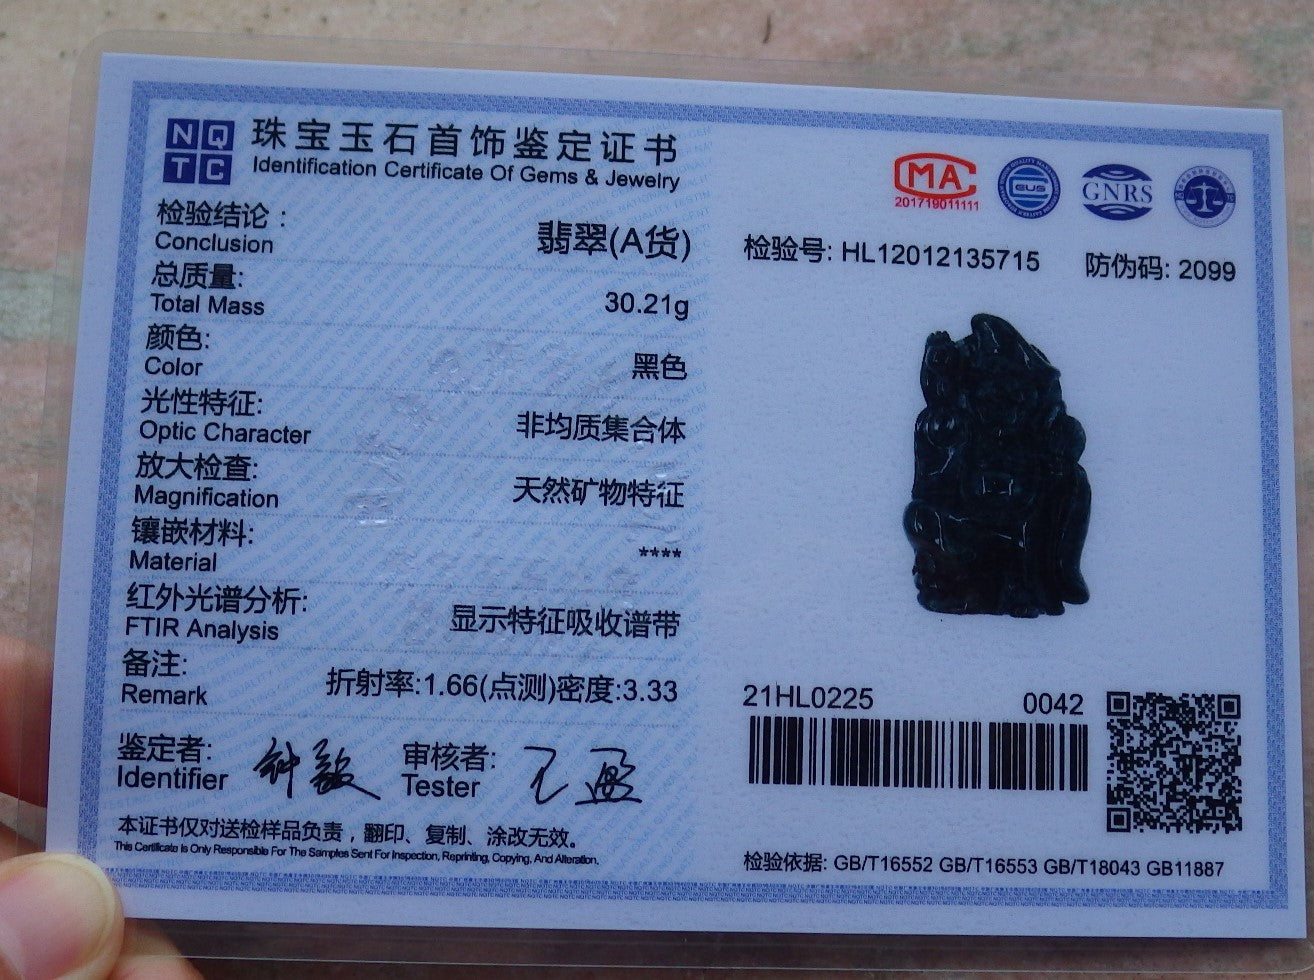 NQ
TC
珠宝玉石首饰鉴定证书
Identification Certificate Of Gems & Jewelry
检验结论：
Conclusion
翡翠(A货)
总质量:
Total Mass
30.21g
颜色:
Color
黑色
光性特征:
Optic Character
非均质集合体
放大检查:
Magnification
天然矿物特征
镶嵌材料:
Material
****
红外光谱分析:
FTIR Analysis
显示特征吸收谱带
备注:
Remark
折射率:1.66(点测)密度:3.33
鉴定者:
Identifier
审核者:
Tester
本证书仅对送检样品负责，翻印、复制、涂改无效。
This Certificate Is Only Responsible For The Samples Sent For Inspection, Reprinting, Copying, And Alteration.
MA
201719011111
GUS
GNRS
检验号: HL12012135715
防伪码: 2099
21HL0225
0042
检验依据: GB/T16552 GB/T16553 GB/T18043 GB11887